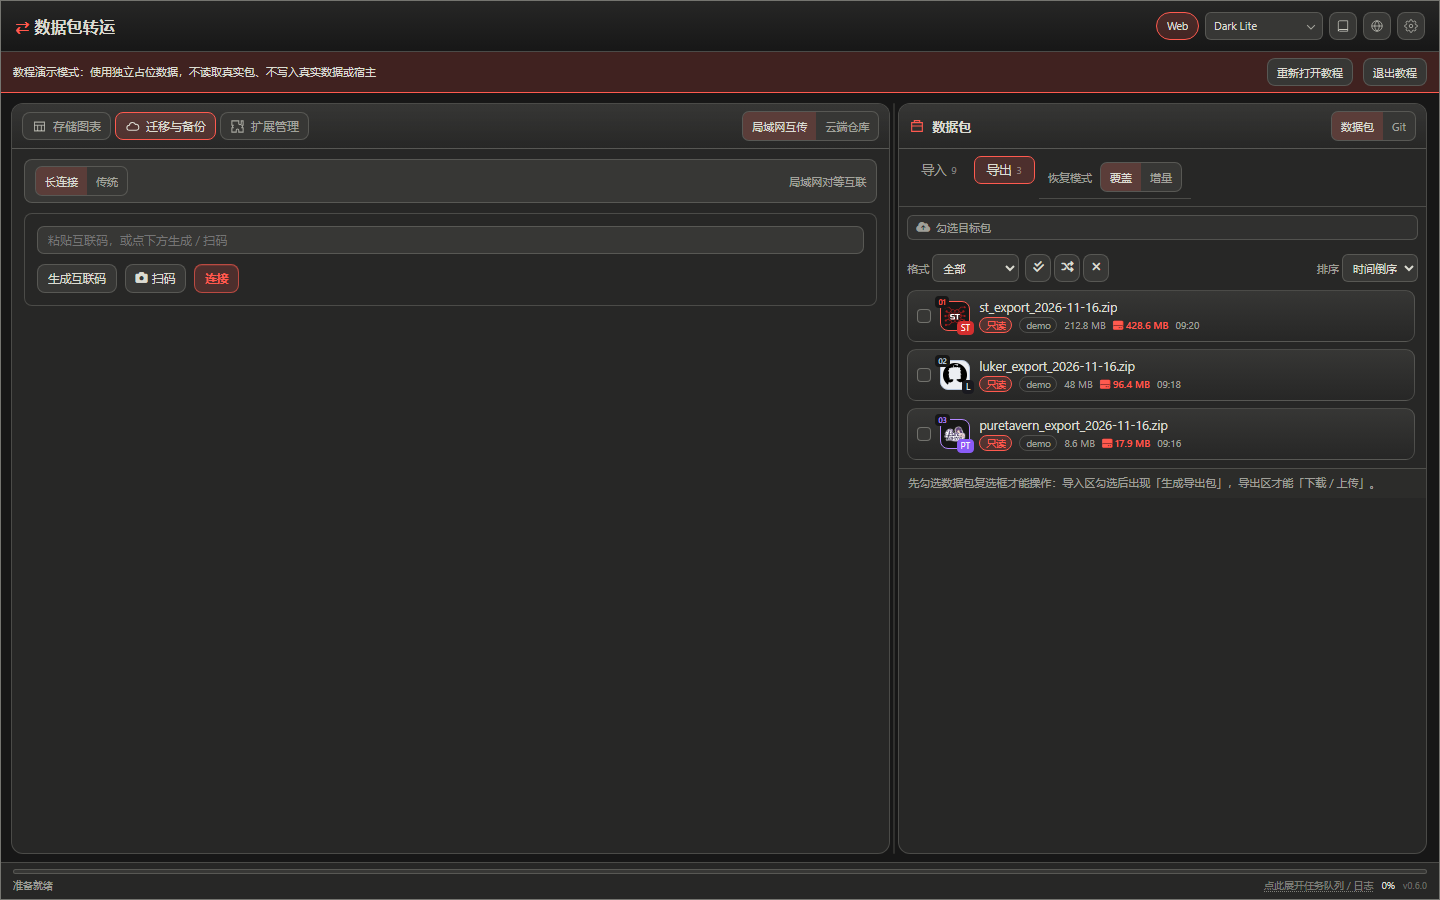 数据包转运
Web
Dark Lite
教程演示模式：使用独立占位数据，不读取真实包、不写入真实数据或宿主
重新打开教程
退出教程
存储图表
迁移与备份
扩展管理
局域网互传
云端仓库
长连接
传统
局域网对等互联
粘贴互联码，或点下方生成 / 扫码
生成互联码
扫码
连接
数据包
数据包
Git
导入 9
导出 3
恢复模式
覆盖
增量
勾选目标包
格式
全部
排序
时间倒序
01
ST
ST
st_export_2026-11-16.zip
只读 demo 212.8 MB 428.6 MB 09:20
02
L
luker_export_2026-11-16.zip
只读 demo 48 MB 96.4 MB 09:18
03
PT
puretavern_export_2026-11-16.zip
只读 demo 8.6 MB 17.9 MB 09:16
先勾选数据包复选框才能操作：导入区勾选后出现「生成导出包」，导出区才能「下载 / 上传」。
准备就绪
点此展开任务队列 / 日志 0% v0.6.0